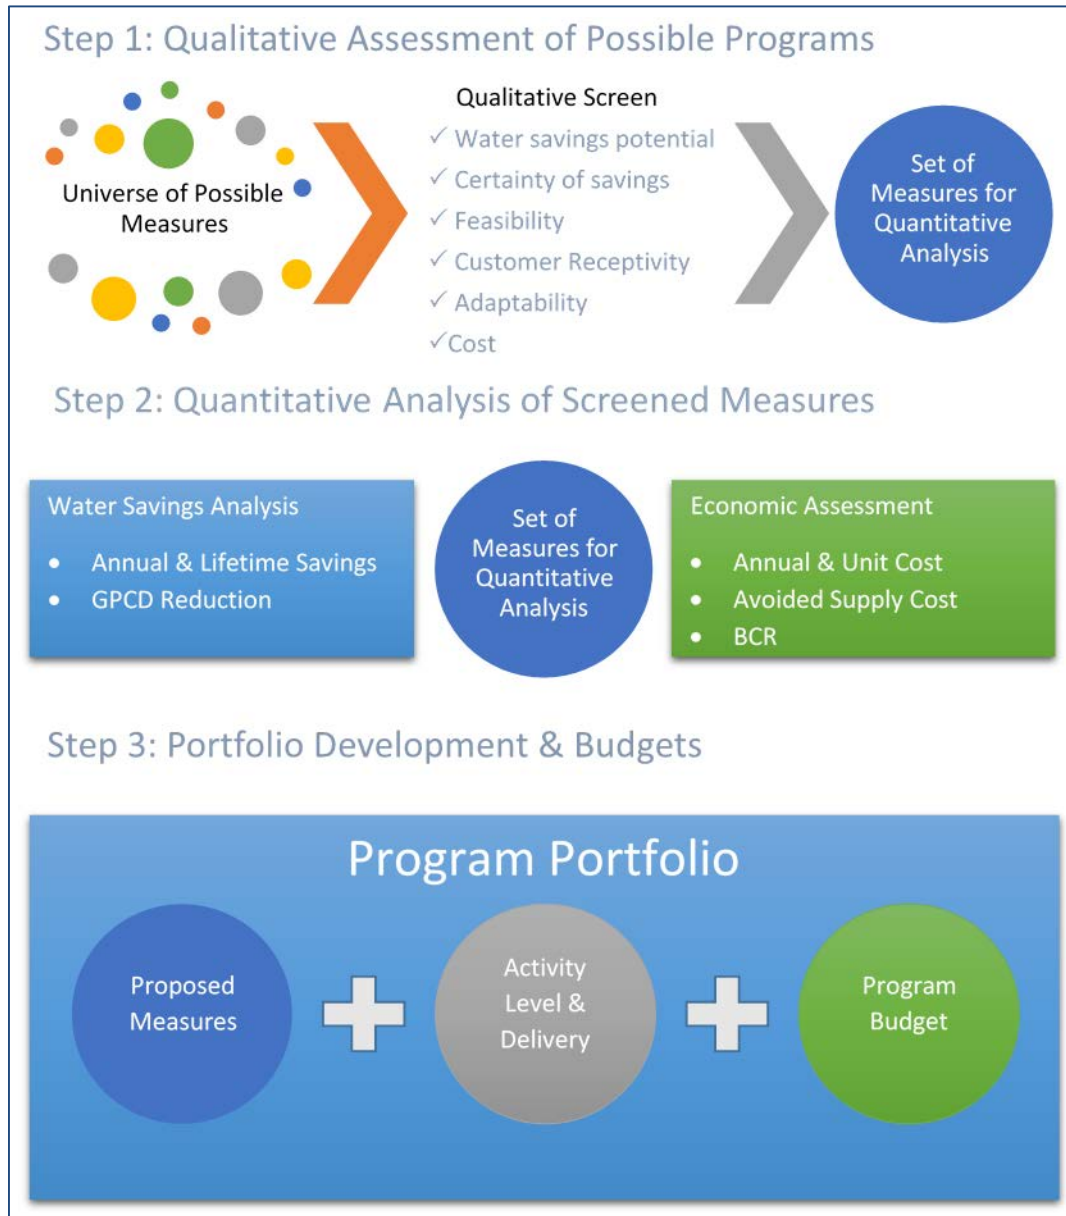 Step 1: Qualitative Assessment of Possible Programs
Universe of Possible
Measures
Qualitative Screen
✓ Water savings potential
✓ Certainty of savings
✓ Feasibility
✓ Customer Receptivity
✓ Adaptability
✓Cost
Set of
Measures for
Quantitative
Analysis
Step 2: Quantitative Analysis of Screened Measures
Water Savings Analysis
• Annual & Lifetime Savings
• GPCD Reduction
Set of
Measures for
Quantitative
Analysis
Economic Assessment
• Annual & Unit Cost
• Avoided Supply Cost
• BCR
Step 3: Portfolio Development & Budgets
Program Portfolio
Proposed
Measures
Activity
Level &
Delivery
Program
Budget